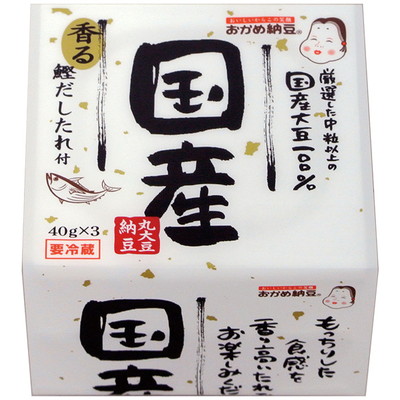 おいしいからこの笑顔
おかめ納豆®
香る
鰹だしたれ付
国産
丸大豆
納豆
厳選した中粒以上の
国産大豆100%
40g×3
要冷蔵
おいしいからこの笑顔
おかめ納豆®
国産
もっちりした
食感を
香り高いたれ
お楽しみくだ